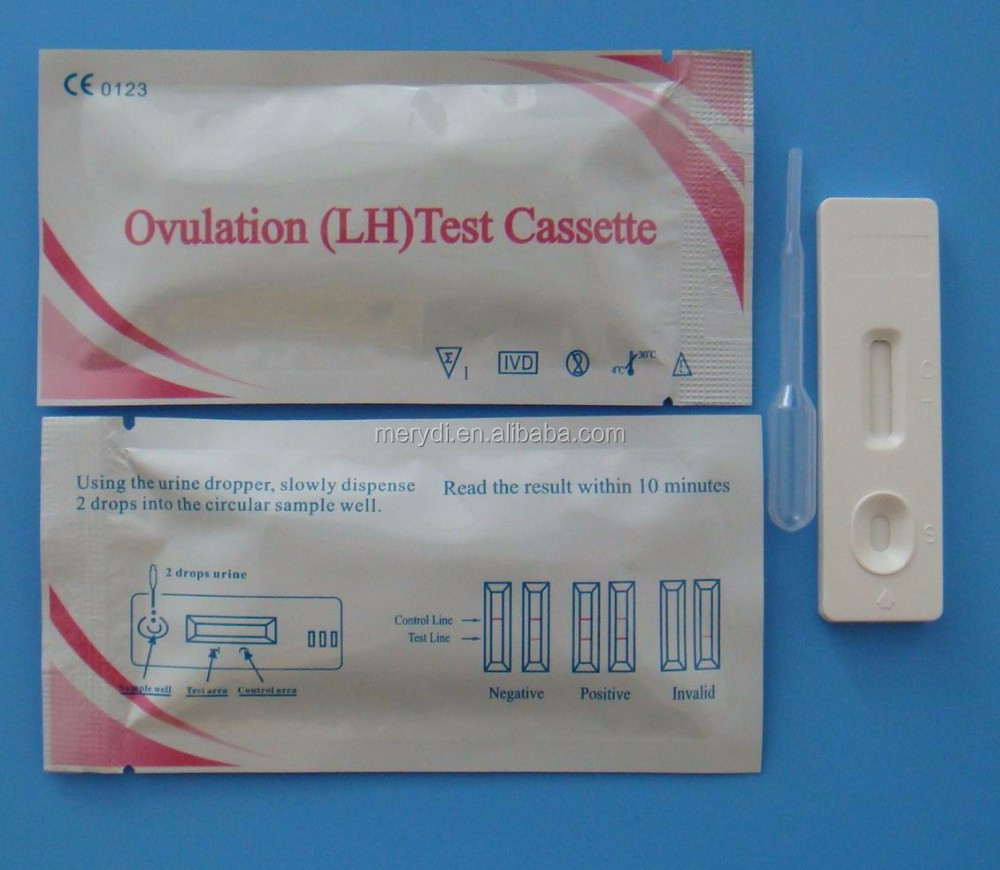 CE 0123
Ovulation (LH)Test Cassette
Σ 1
IVD
2
4℃ 30℃
merydi.en.alibaba.com
Using the urine dropper, slowly dispense
2 drops into the circular sample well.
Read the result within 10 minutes
2 drops urine
Control Line
Test Line
Sample well Test area Control area
Negative Positive Invalid
C
T
S